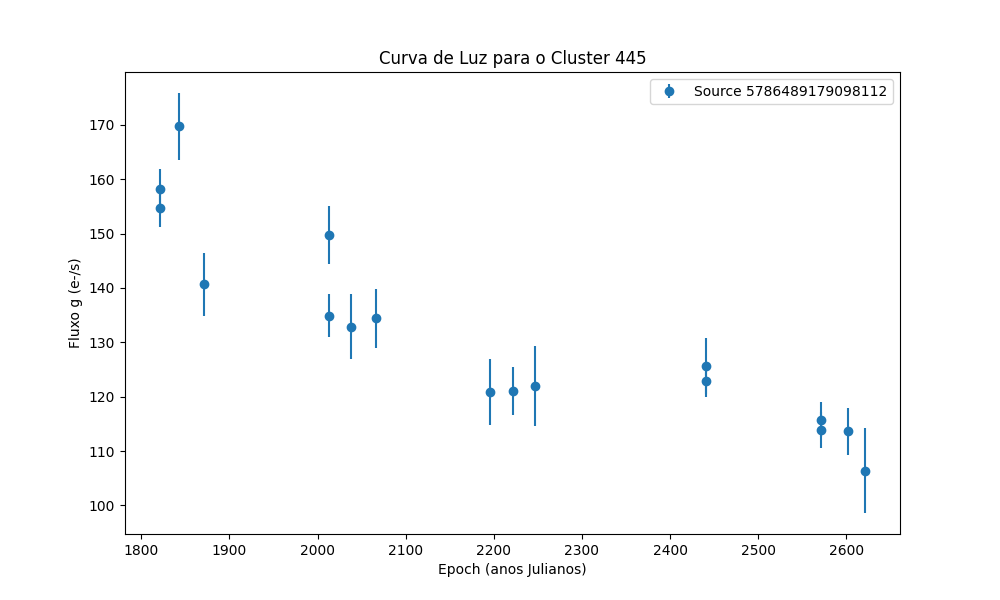 Curva de Luz para o Cluster 445
Source 5786489179098112
Fluxo g (e-/s)
170
160
150
140
130
120
110
100
1800 1900 2000 2100 2200 2300 2400 2500 2600
Epoch (anos Julianos)